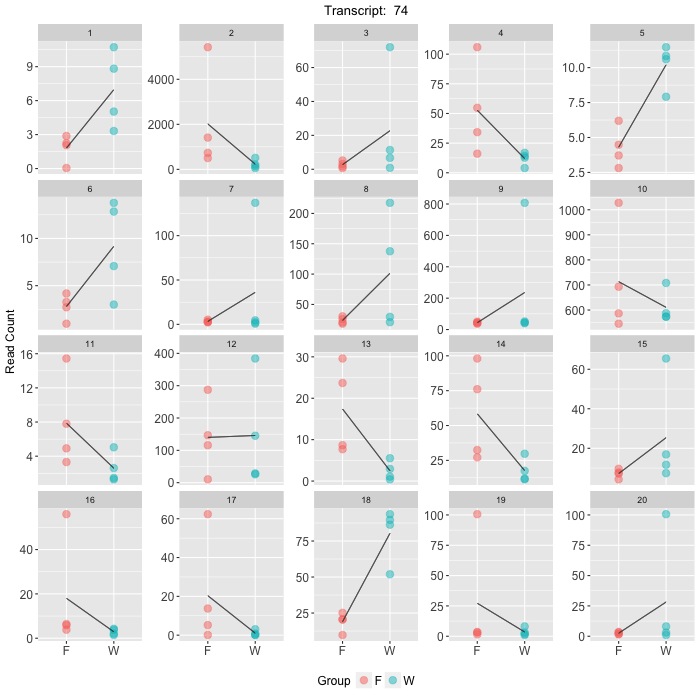 Transcript: 74
1 2 3 4 5
9 4000 60 100 10.0
6 40 75 7.5
3 2000 20 50 5.0
0 0 0 25 2.5
0
6 7 8 9 10
10 100 200 800 1000
5 50 150 600 900
0 100 400 800
50 200 700
0 600
Read Count
11 12 13 14 15
16 400 30 100 60
12 300 20 75 40
8 200 10 50 20
4 100 0 25
0
16 17 18 19 20
40 60 75 100 100
20 40 50 75 75
0 20 25 50 50
0 25 25
0 0
F W F W F W F W F W
Group F W